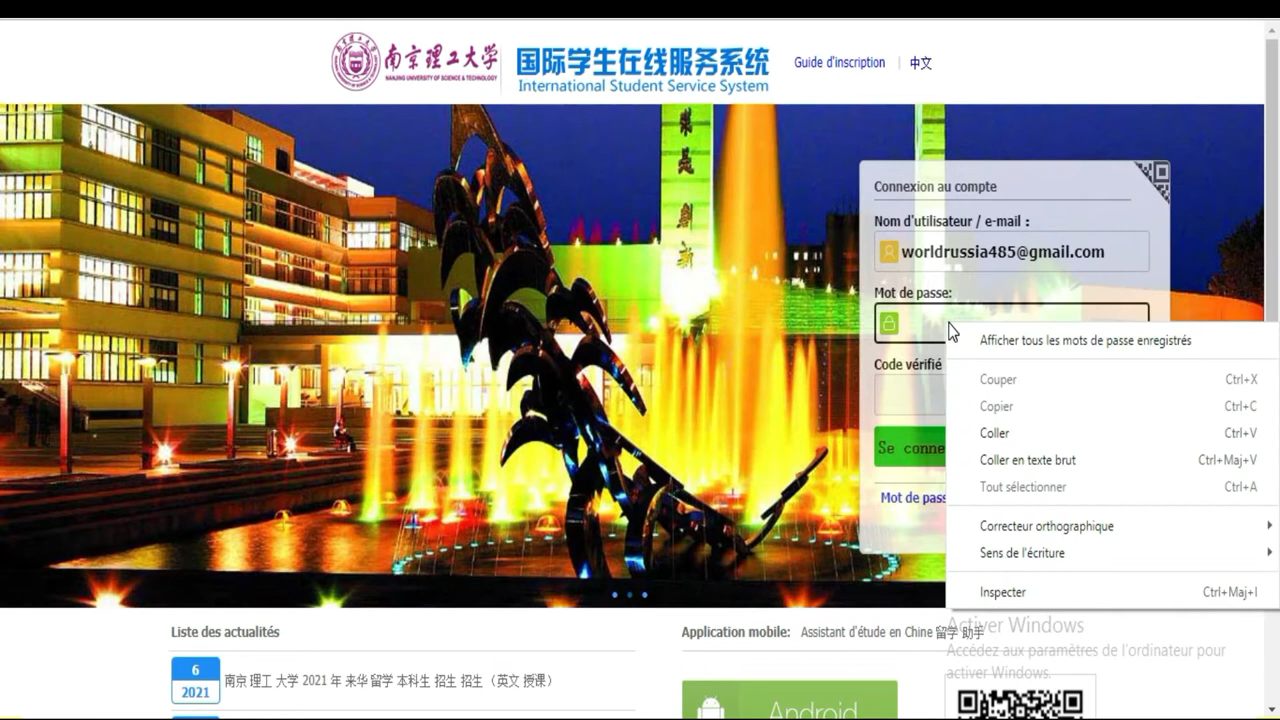 南京理工大学
NANJING UNIVERSITY OF SCIENCE & TECHNOLOGY
国际学生在线服务系统
International Student Service System
Guide d'inscription
中文
Connexion au compte
Nom d'utilisateur / e-mail :
worldrussia485@gmail.com
Mot de passe:
Code vérifié
Se conne
Mot de pass
Afficher tous les mots de passe enregistrés
Couper Ctrl+X
Copier Ctrl+C
Coller Ctrl+V
Coller en texte brut Ctrl+Maj+V
Tout sélectionner Ctrl+A
Correcteur orthographique
Sens de l'écriture
Inspecter Ctrl+Maj+I
Activer Windows
Accédez aux paramètres de l'ordinateur pour
activer Windows.
Liste des actualités
6
2021
南京 理工 大学 2021 年 来华 留学 本科生 招生 招生 （英文 授课）
Application mobile: Assistant d'étude en Chine 留学 助手
Android